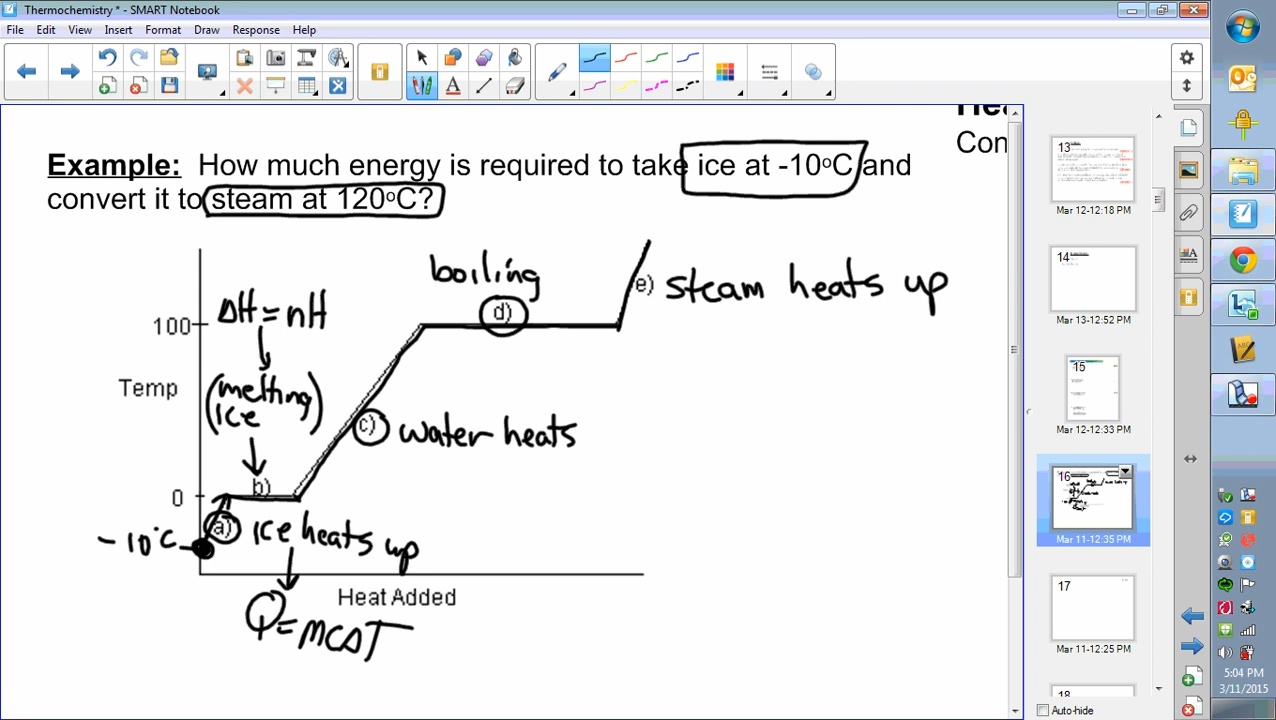 Thermochemistry * - SMART Notebook
File Edit View Insert Format Draw Response Help
Hea
Con
Example: How much energy is required to take ice at -10°C and
convert it to steam at 120°C?
boiling
d)
e) steam heats up
ΔH = nH
100
Temp
(melting ice)
c) water heats
b)
0
a) ice heats up
-10°C
Heat Added
Q = mCΔT
13
Mar 12-12:18 PM
14
Mar 13-12:52 PM
15
Mar 12-12:33 PM
16
Mar 11-12:35 PM
17
Mar 11-12:25 PM
18
Auto-hide
5:04 PM
3/11/2015